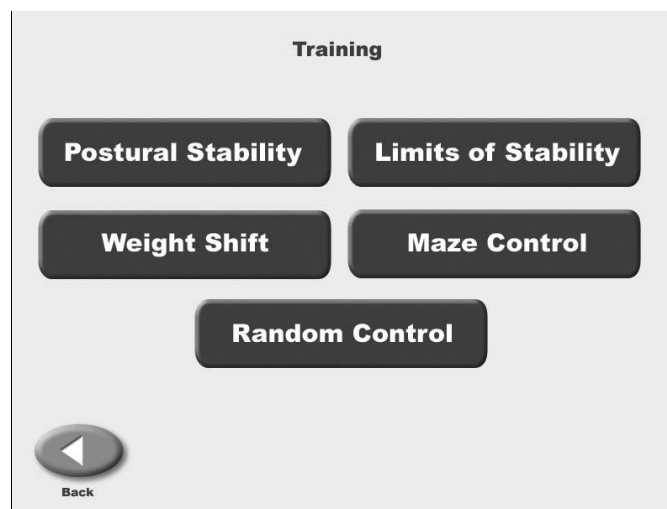 Training
Postural Stability
Limits of Stability
Weight Shift
Maze Control
Random Control
Back